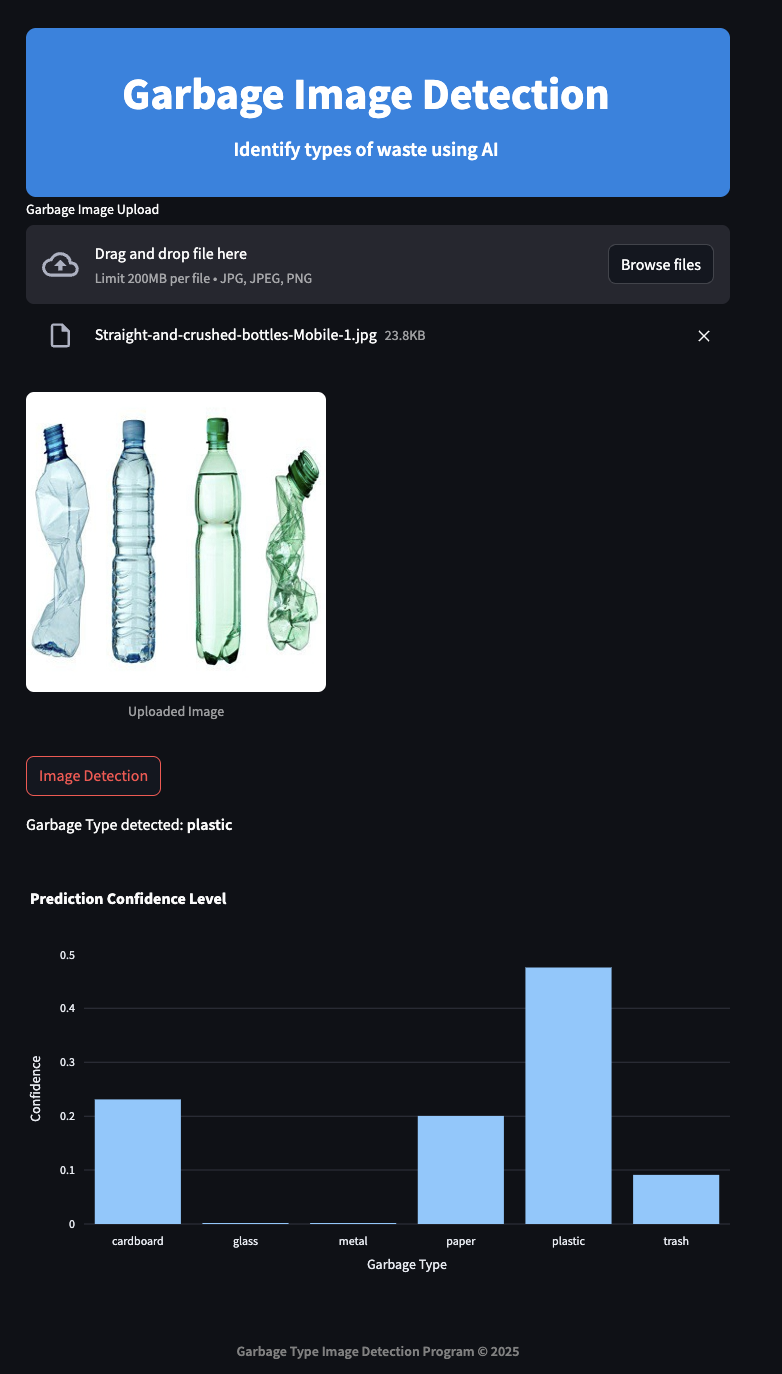 Garbage Image Detection
Identify types of waste using AI
Garbage Image Upload
Drag and drop file here
Limit 200MB per file • JPG, JPEG, PNG
Browse files
Straight-and-crushed-bottles-Mobile-1.jpg 23.8KB
Uploaded Image
Image Detection
Garbage Type detected: plastic
Prediction Confidence Level
0.5
0.4
0.3
0.2
0.1
0
Confidence
cardboard glass metal paper plastic trash
Garbage Type
Garbage Type Image Detection Program © 2025